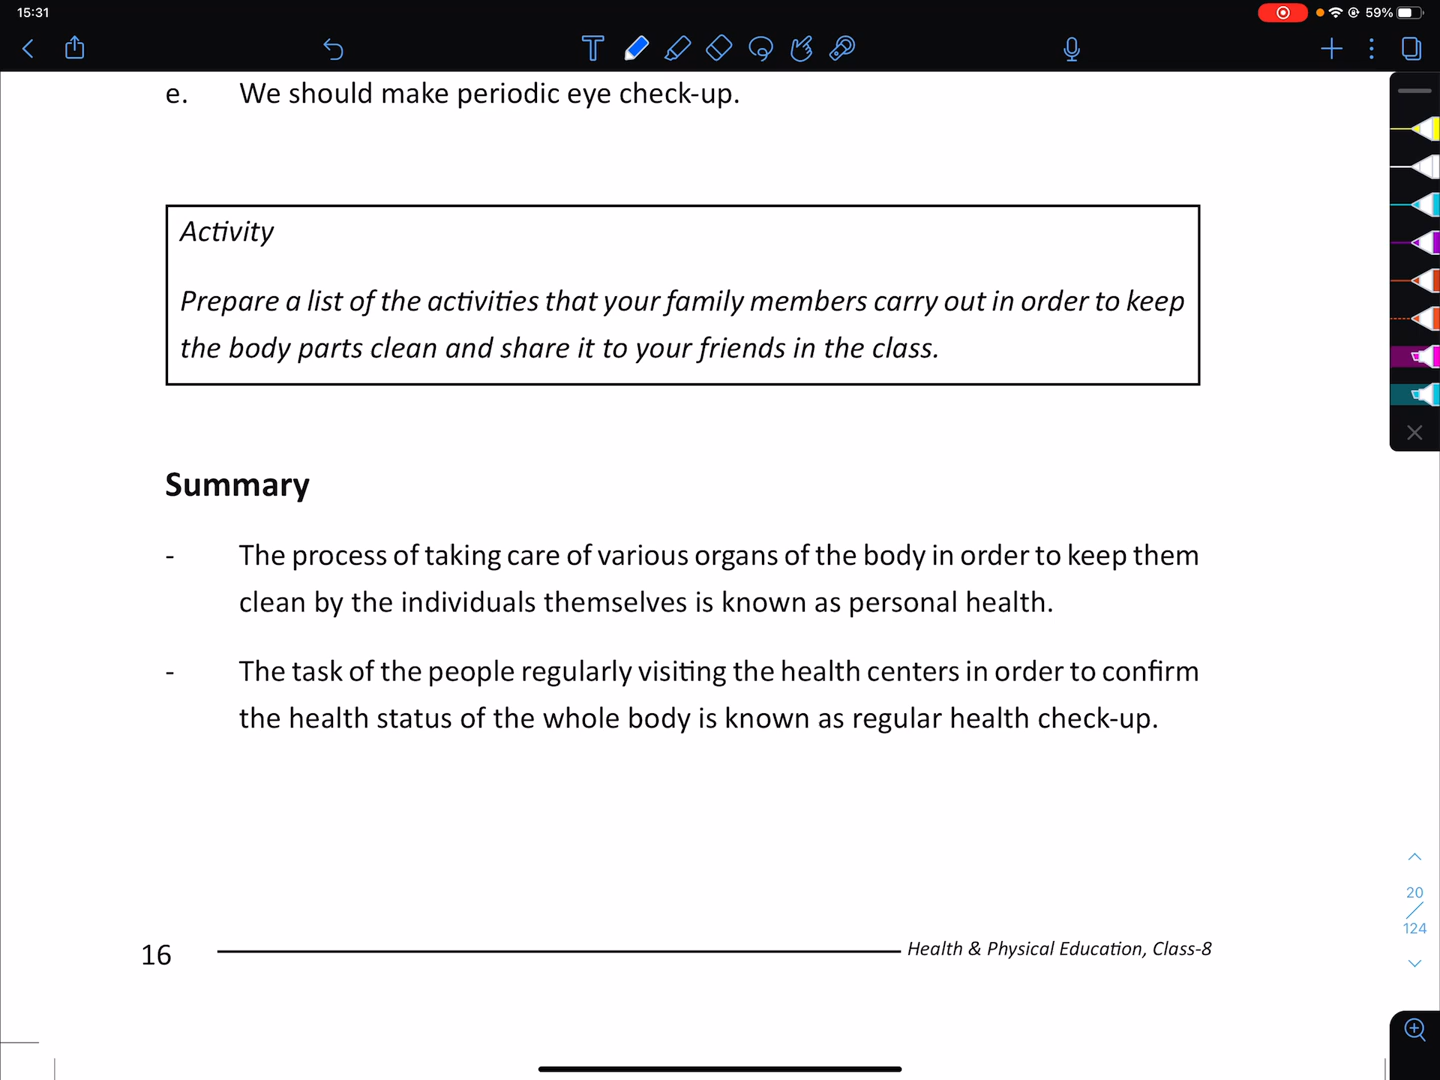 15:31
59%
e. We should make periodic eye check-up.
Activity
Prepare a list of the activities that your family members carry out in order to keep
the body parts clean and share it to your friends in the class.
Summary
- The process of taking care of various organs of the body in order to keep them
clean by the individuals themselves is known as personal health.
- The task of the people regularly visiting the health centers in order to confirm
the health status of the whole body is known as regular health check-up.
20
124
16 Health & Physical Education, Class-8